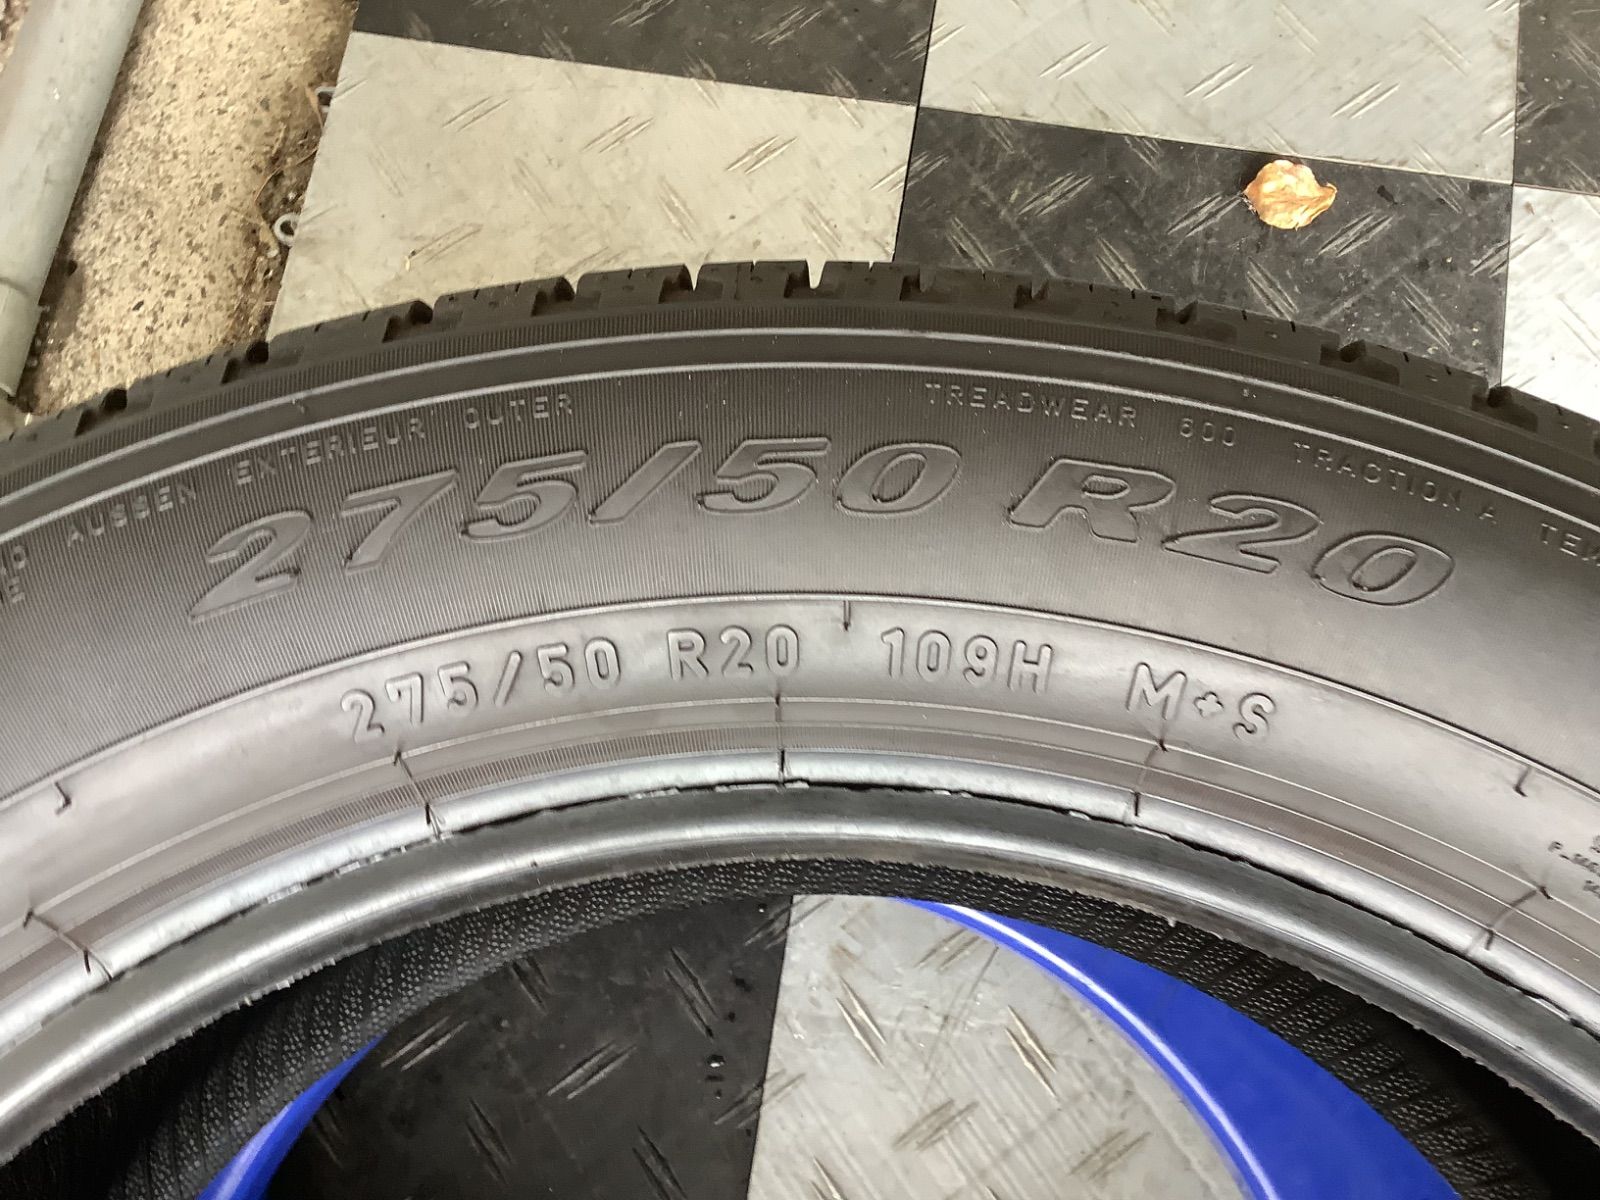 AUSSEN EXTERIEUR OUTER
TREADWEAR 600 TRACTION A
275/50 R20
275/50 R20 109H M+S